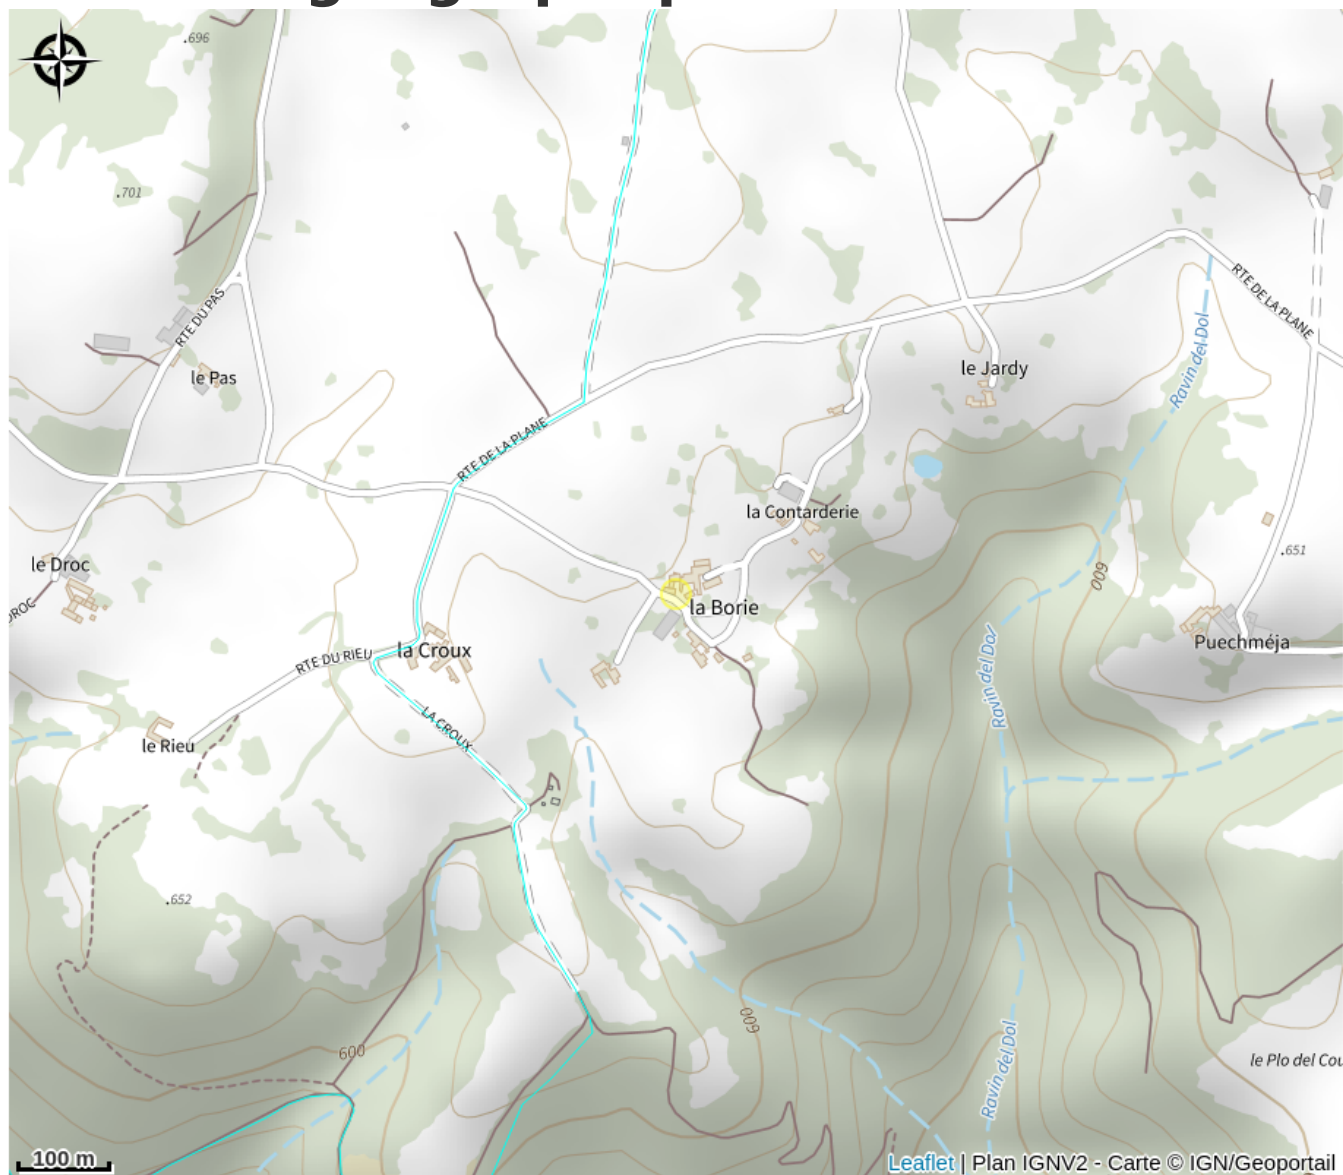 .696
.701
RTE DU PAS
le Pas
RTE DE LA PLANE
Ravin del Dol
le Jardy
RTE DE LA PLANE
la Contarderie
le Droc
DROC
.651
600
la Borie
Puechméja
la Croux
RTE DU RIEU
Ravin del Dol
LA CROUX
le Rieu
.652
600
600
le Plo del Cou
Ravin del Dol
100 m
Leaflet | Plan IGNV2 - Carte © IGN/Geoportail